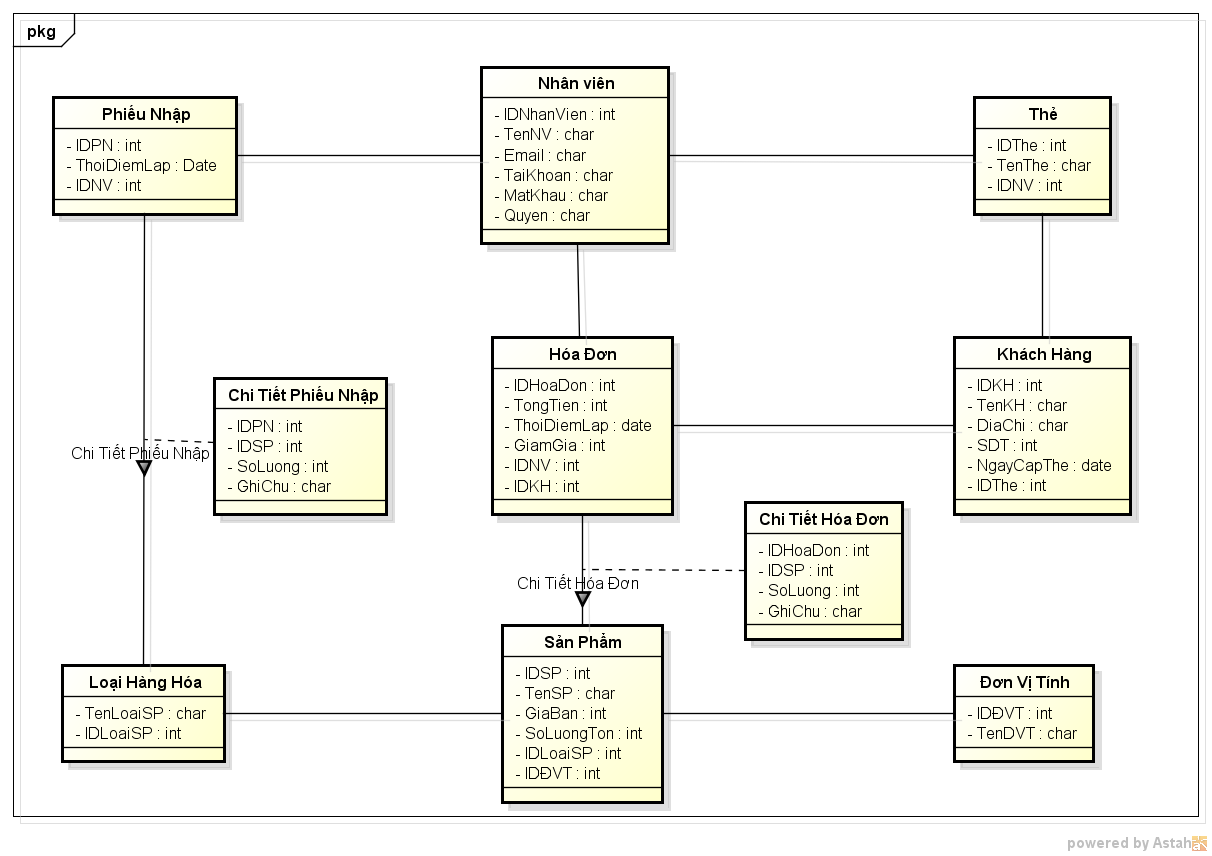 pkg
Phiếu Nhập
- IDPN : int
- ThoiDiemLap : Date
- IDNV : int
Nhân viên
- IDNhanVien : int
- TenNV : char
- Email : char
- TaiKhoan : char
- MatKhau : char
- Quyen : char
Thẻ
- IDThe : int
- TenThe : char
- IDNV : int
Chi Tiết Phiếu Nhập
Chi Tiết Phiếu Nhập
- IDPN : int
- IDSP : int
- SoLuong : int
- GhiChu : char
Hóa Đơn
- IDHoaDon : int
- TongTien : int
- ThoiDiemLap : date
- GiamGia : int
- IDNV : int
- IDKH : int
Khách Hàng
- IDKH : int
- TenKH : char
- DiaChi : char
- SDT : int
- NgayCapThe : date
- IDThe : int
Chi Tiết Hóa Đơn
Chi Tiết Hóa Đơn
- IDHoaDon : int
- IDSP : int
- SoLuong : int
- GhiChu : char
Loại Hàng Hóa
- TenLoaiSP : char
- IDLoaiSP : int
Sản Phẩm
- IDSP : int
- TenSP : char
- GiaBan : int
- SoLuongTon : int
- IDLoaiSP : int
- IDĐVT : int
Đơn Vị Tính
- IDĐVT : int
- TenDVT : char
powered by Astah